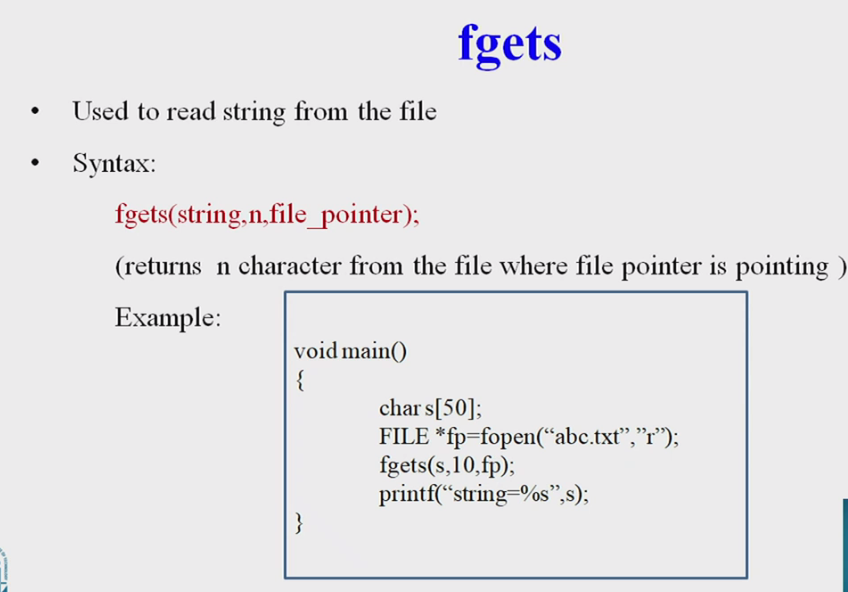 fgets
• Used to read string from the file
• Syntax:
fgets(string,n,file_pointer);
(returns n character from the file where file pointer is pointing )
Example:
void main()
{
char s[50];
FILE *fp=fopen(“abc.txt”,”r”);
fgets(s,10,fp);
printf(“string=%s”,s);
}